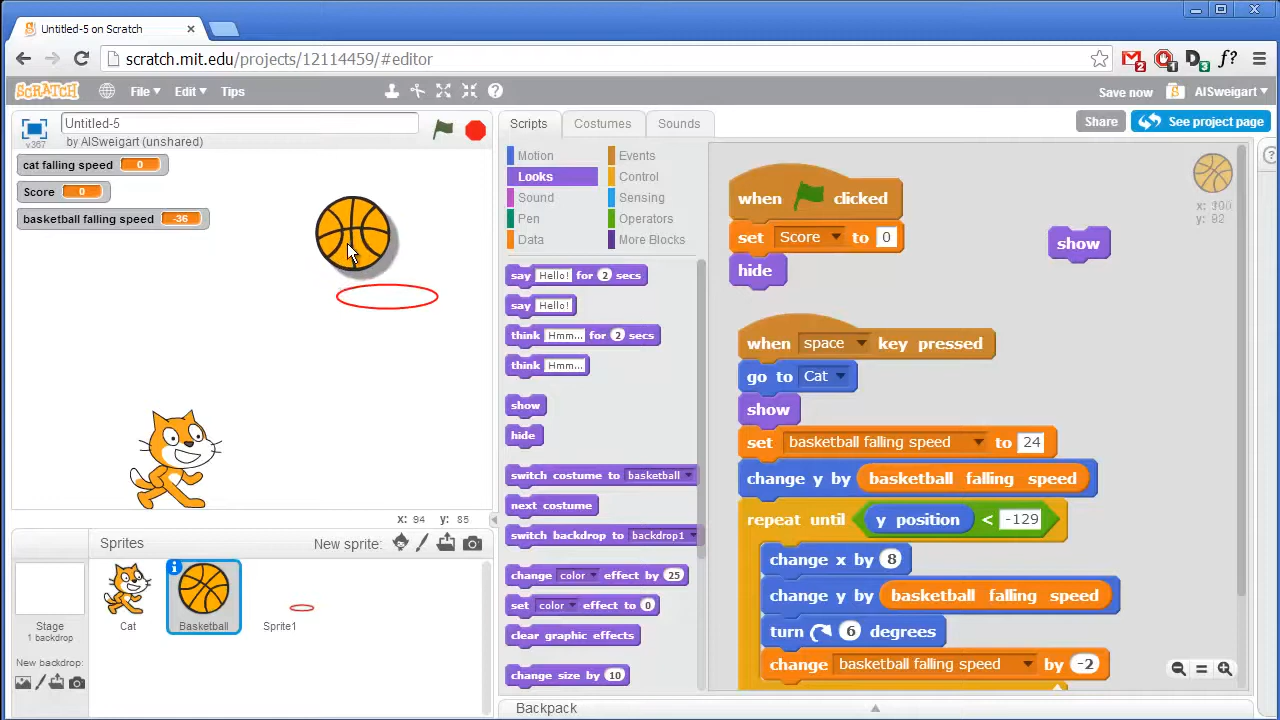 Untitled-5 on Scratch
scratch.mit.edu/projects/12114459/#editor
2 1 D 3 f?
SCRATCH File Edit Tips Save now AlSweigart
Untitled-5
v367 by AlSweigart (unshared)
Scripts Costumes Sounds Share See project page
cat falling speed 0
Score 0
basketball falling speed -36
Motion Events
Looks Control
Sound Sensing
Pen Operators
Data More Blocks
say Hello! for 2 secs
say Hello!
think Hmm... for 2 secs
think Hmm...
show
hide
switch costume to basketball
next costume
switch backdrop to backdrop1
change color effect by 25
set color effect to 0
clear graphic effects
change size by 10
when clicked
set Score to 0
hide
show
when space key pressed
go to Cat
show
set basketball falling speed to 24
change y by basketball falling speed
repeat until y position < -129
change x by 8
change y by basketball falling speed
turn 6 degrees
change basketball falling speed by -2
y: 92
x: 94 y: 85
Sprites New sprite:
Stage
1 backdrop
New backdrop:
Cat Basketball Sprite1
Backpack